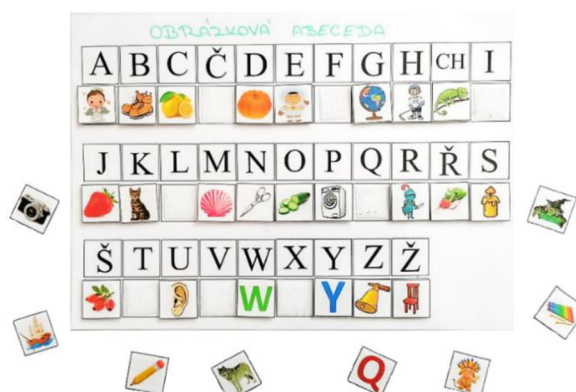 OBRÁZKOVÁ ABECEDA
A B C Č D E F G H CH I
J K L M N O P Q R Ř S
Š T U V W X Y Z Ž
W Y
Q